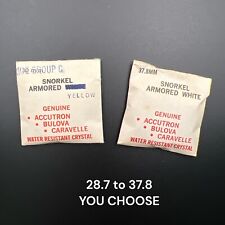 GROUP G
SNORKEL
ARMORED
YELLOW
GENUINE
• ACCUTRON
• BULOVA
• CARAVELLE
WATER RESISTANT CRYSTAL
37.8MM
SNORKEL
ARMORED WHITE
GENUINE
• ACCUTRON
• BULOVA
• CARAVELLE
WATER RESISTANT CRYSTAL
28.7 to 37.8
YOU CHOOSE